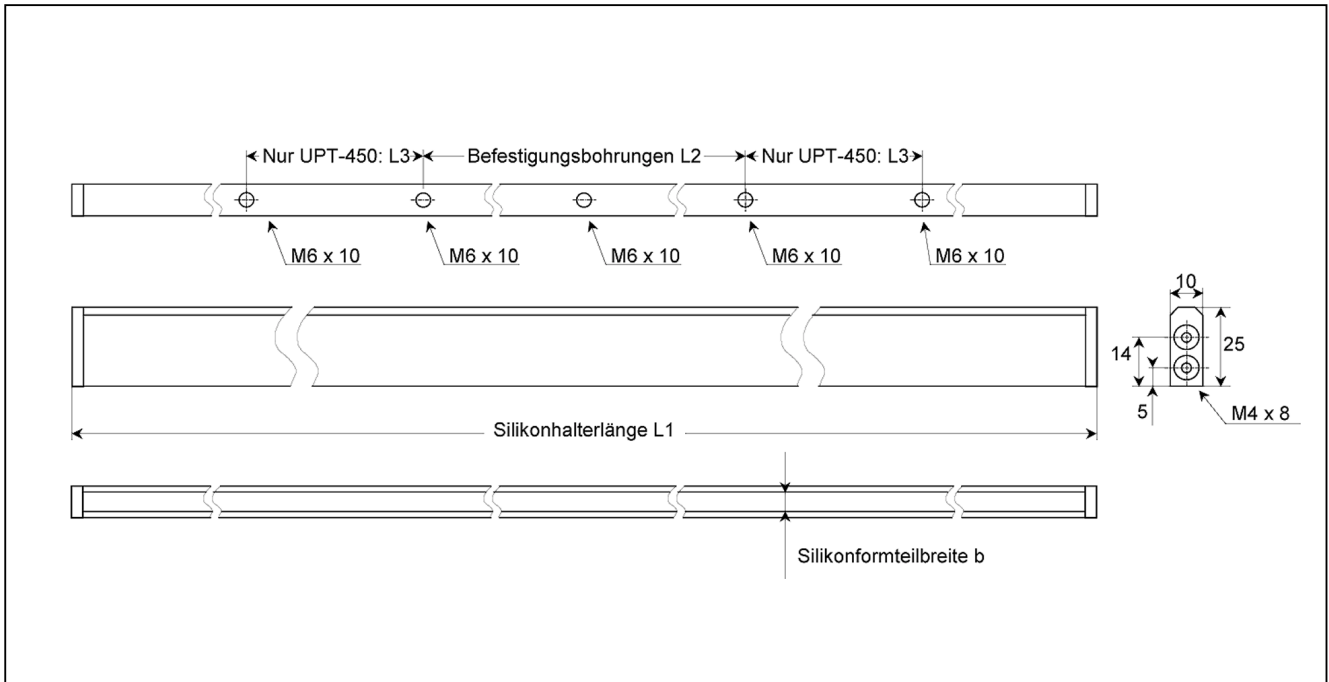 Nur UPT-450: L3
Befestigungsbohrungen L2
Nur UPT-450: L3
M6 x 10
M6 x 10
M6 x 10
M6 x 10
M6 x 10
10
14
25
5
M4 x 8
Silikonhalterlänge L1
Silikonformteilbreite b